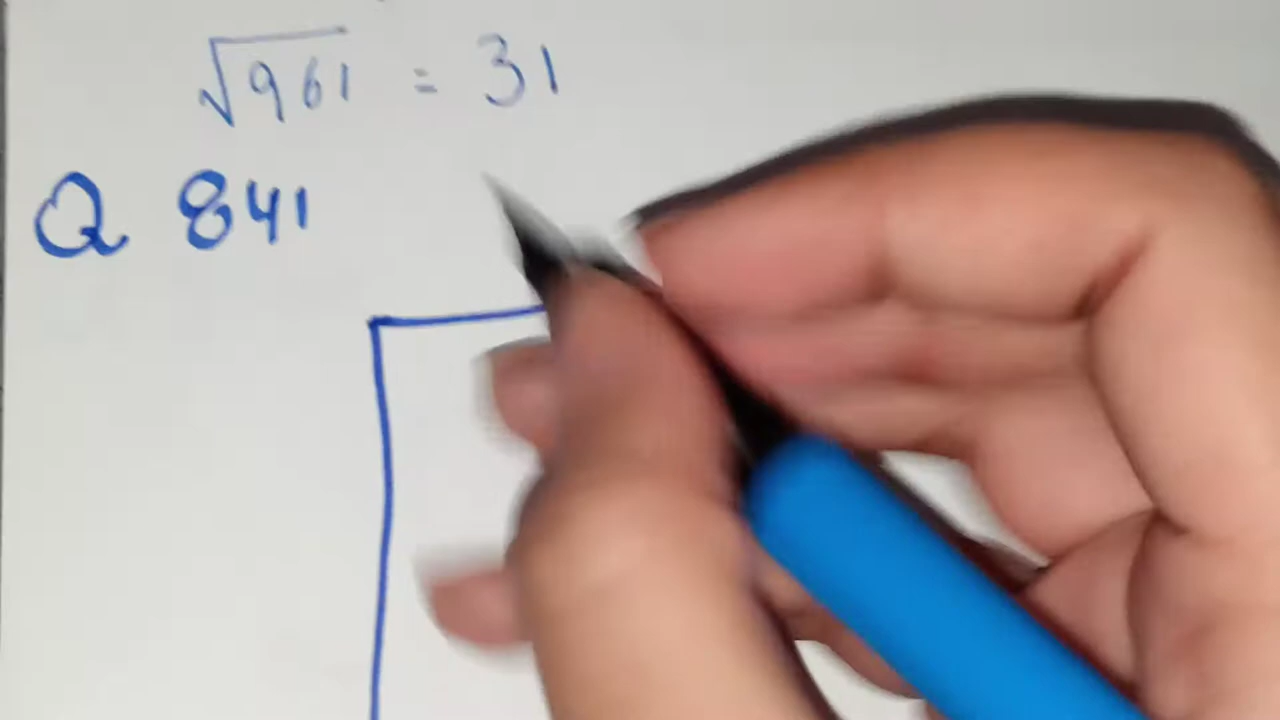 √961 = 31
Q 841